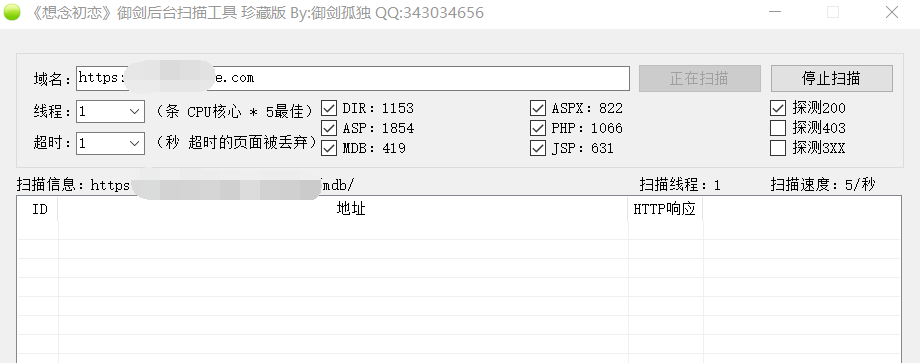 《想念初恋》御剑后台扫描工具 珍藏版 By:御剑孤独 QQ:343034656
域名： https: e.com 正在扫描 停止扫描
线程： 1 （条 CPU核心 * 5最佳） DIR：1153 ASPX：822 探测200
ASP：1854 PHP：1066 探测403
超时： 1 （秒 超时的页面被丢弃） MDB：419 JSP：631 探测3XX
扫描信息：https /mdb/ 扫描线程：1 扫描速度：5/秒
ID 地址 HTTP响应